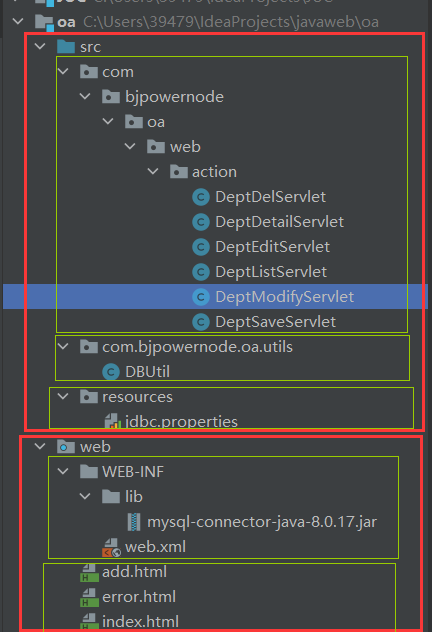 oa C:\Users\39479\IdeaProjects\javaweb\oa
src
com
bjpowernode
oa
web
action
DeptDelServlet
DeptDetailServlet
DeptEditServlet
DeptListServlet
DeptModifyServlet
DeptSaveServlet
com.bjpowernode.oa.utils
DBUtil
resources
jdbc.properties
web
WEB-INF
lib
mysql-connector-java-8.0.17.jar
web.xml
add.html
error.html
index.html